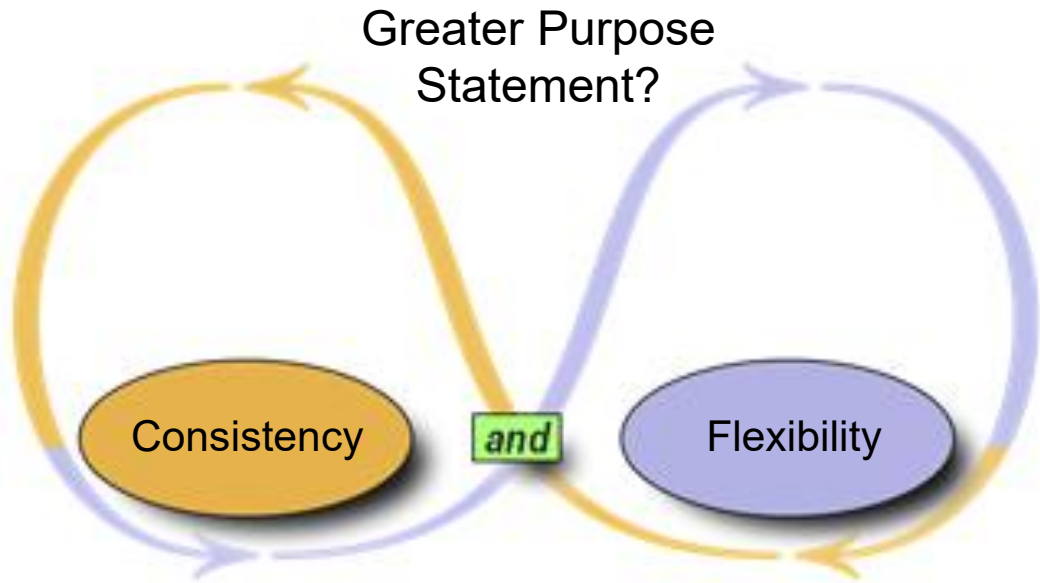 Greater Purpose
Statement?
Consistency
and
Flexibility